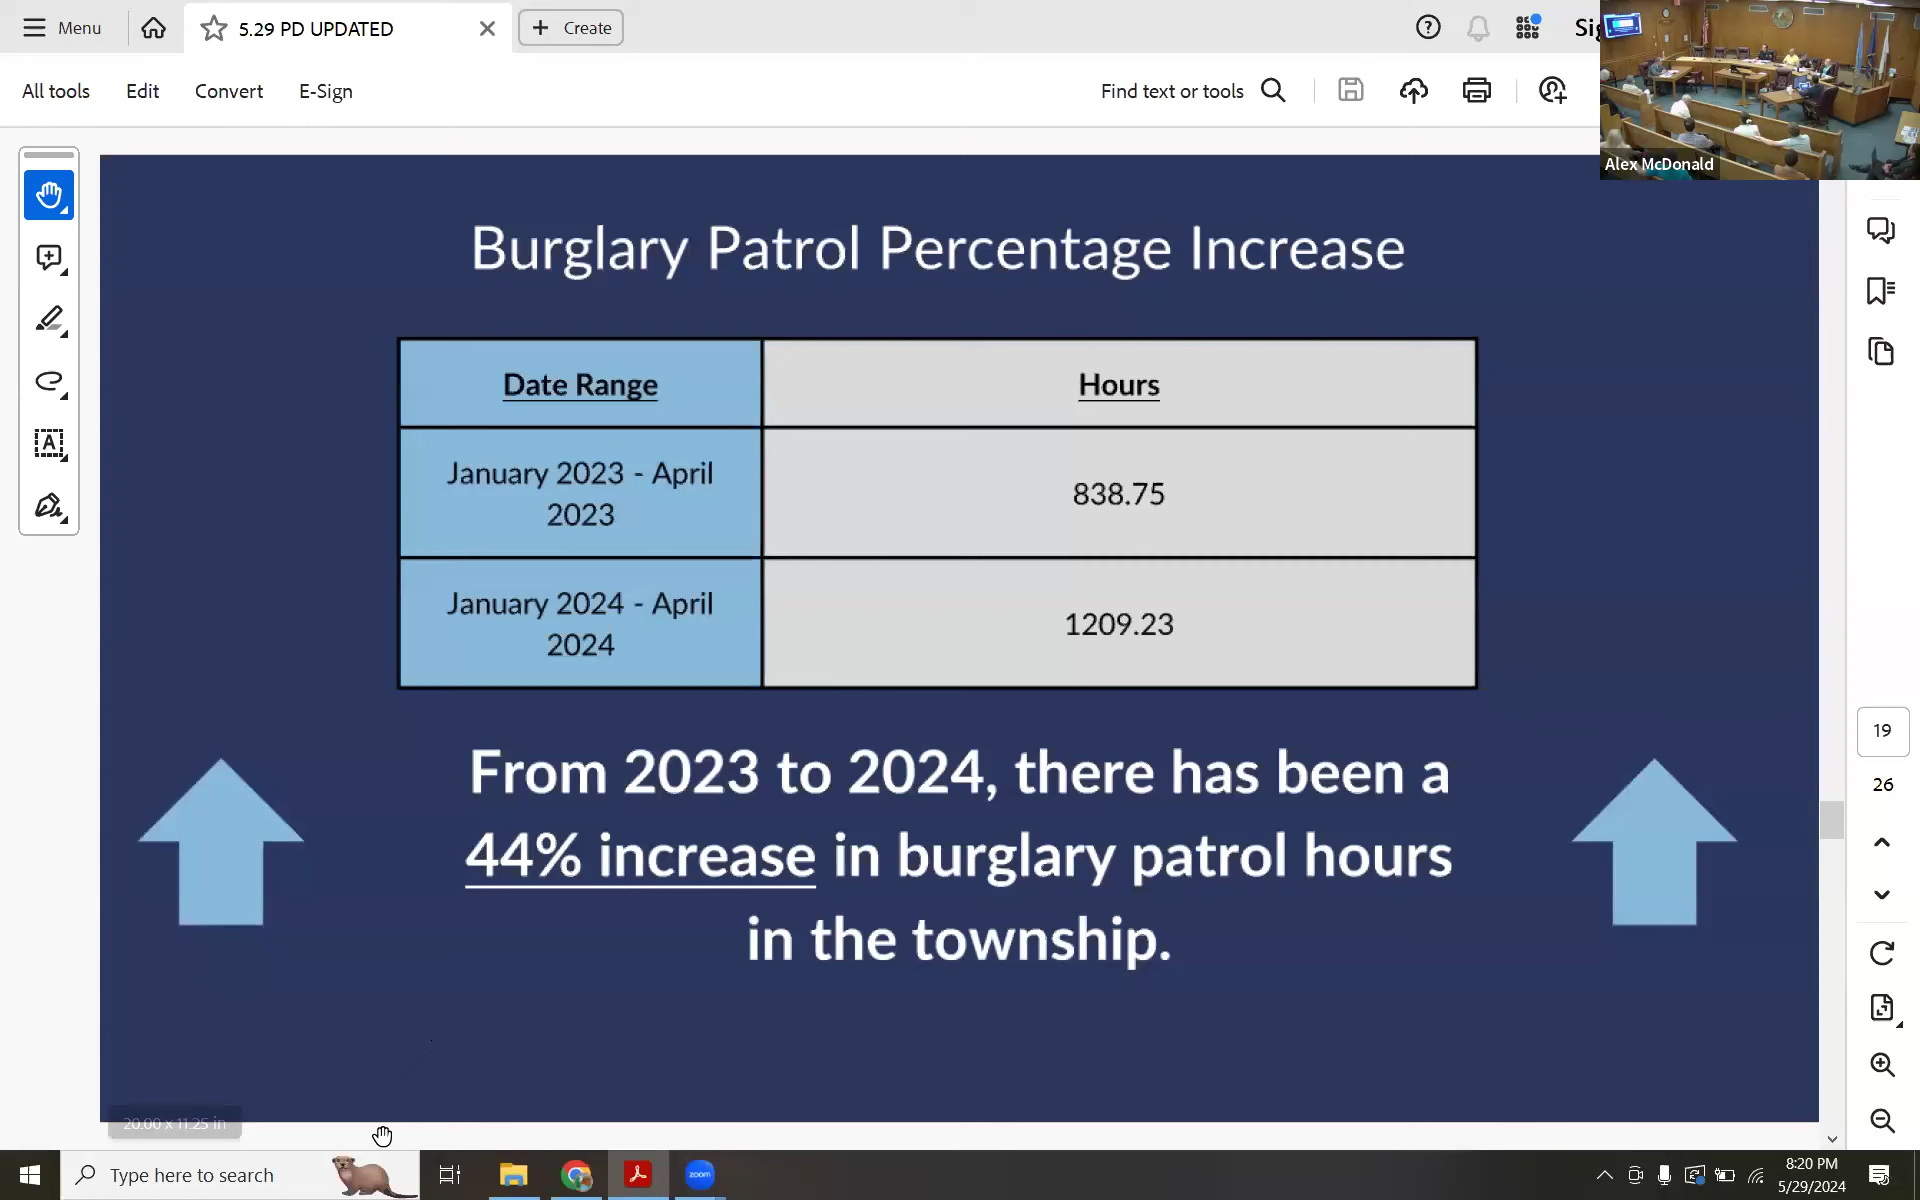 Menu
5.29 PD UPDATED
Create
Si
All tools
Edit
Convert
E-Sign
Find text or tools
Alex McDonald
Burglary Patrol Percentage Increase
Date Range
Hours
January 2023 - April
2023
838.75
January 2024 - April
2024
1209.23
From 2023 to 2024, there has been a
44% increase in burglary patrol hours
in the township.
19
26
20.00 x 11.25 in
Type here to search
zoom
8:20 PM
5/29/2024